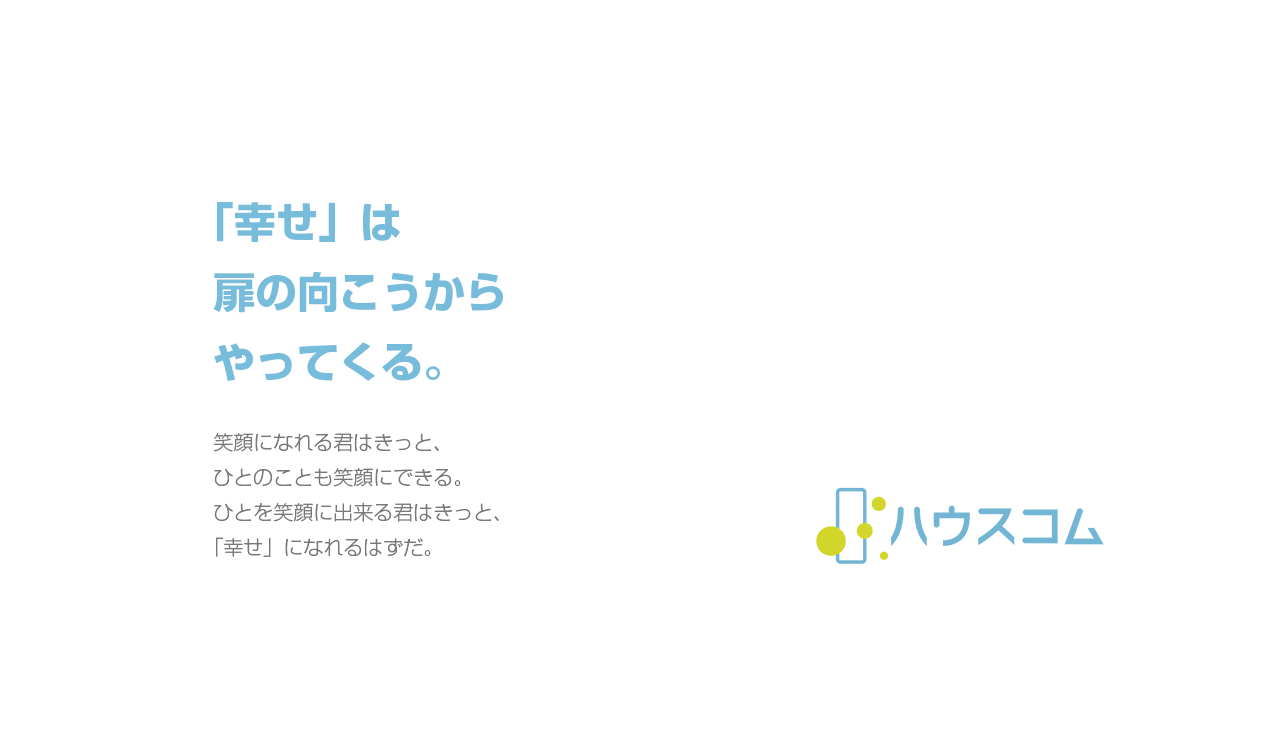 「幸せ」は
扉の向こうから
やってくる。
笑顔になれる君はきっと、
ひとのことも笑顔にできる。
ひとを笑顔に出来る君はきっと、
「幸せ」になれるはずだ。
ハウスコム